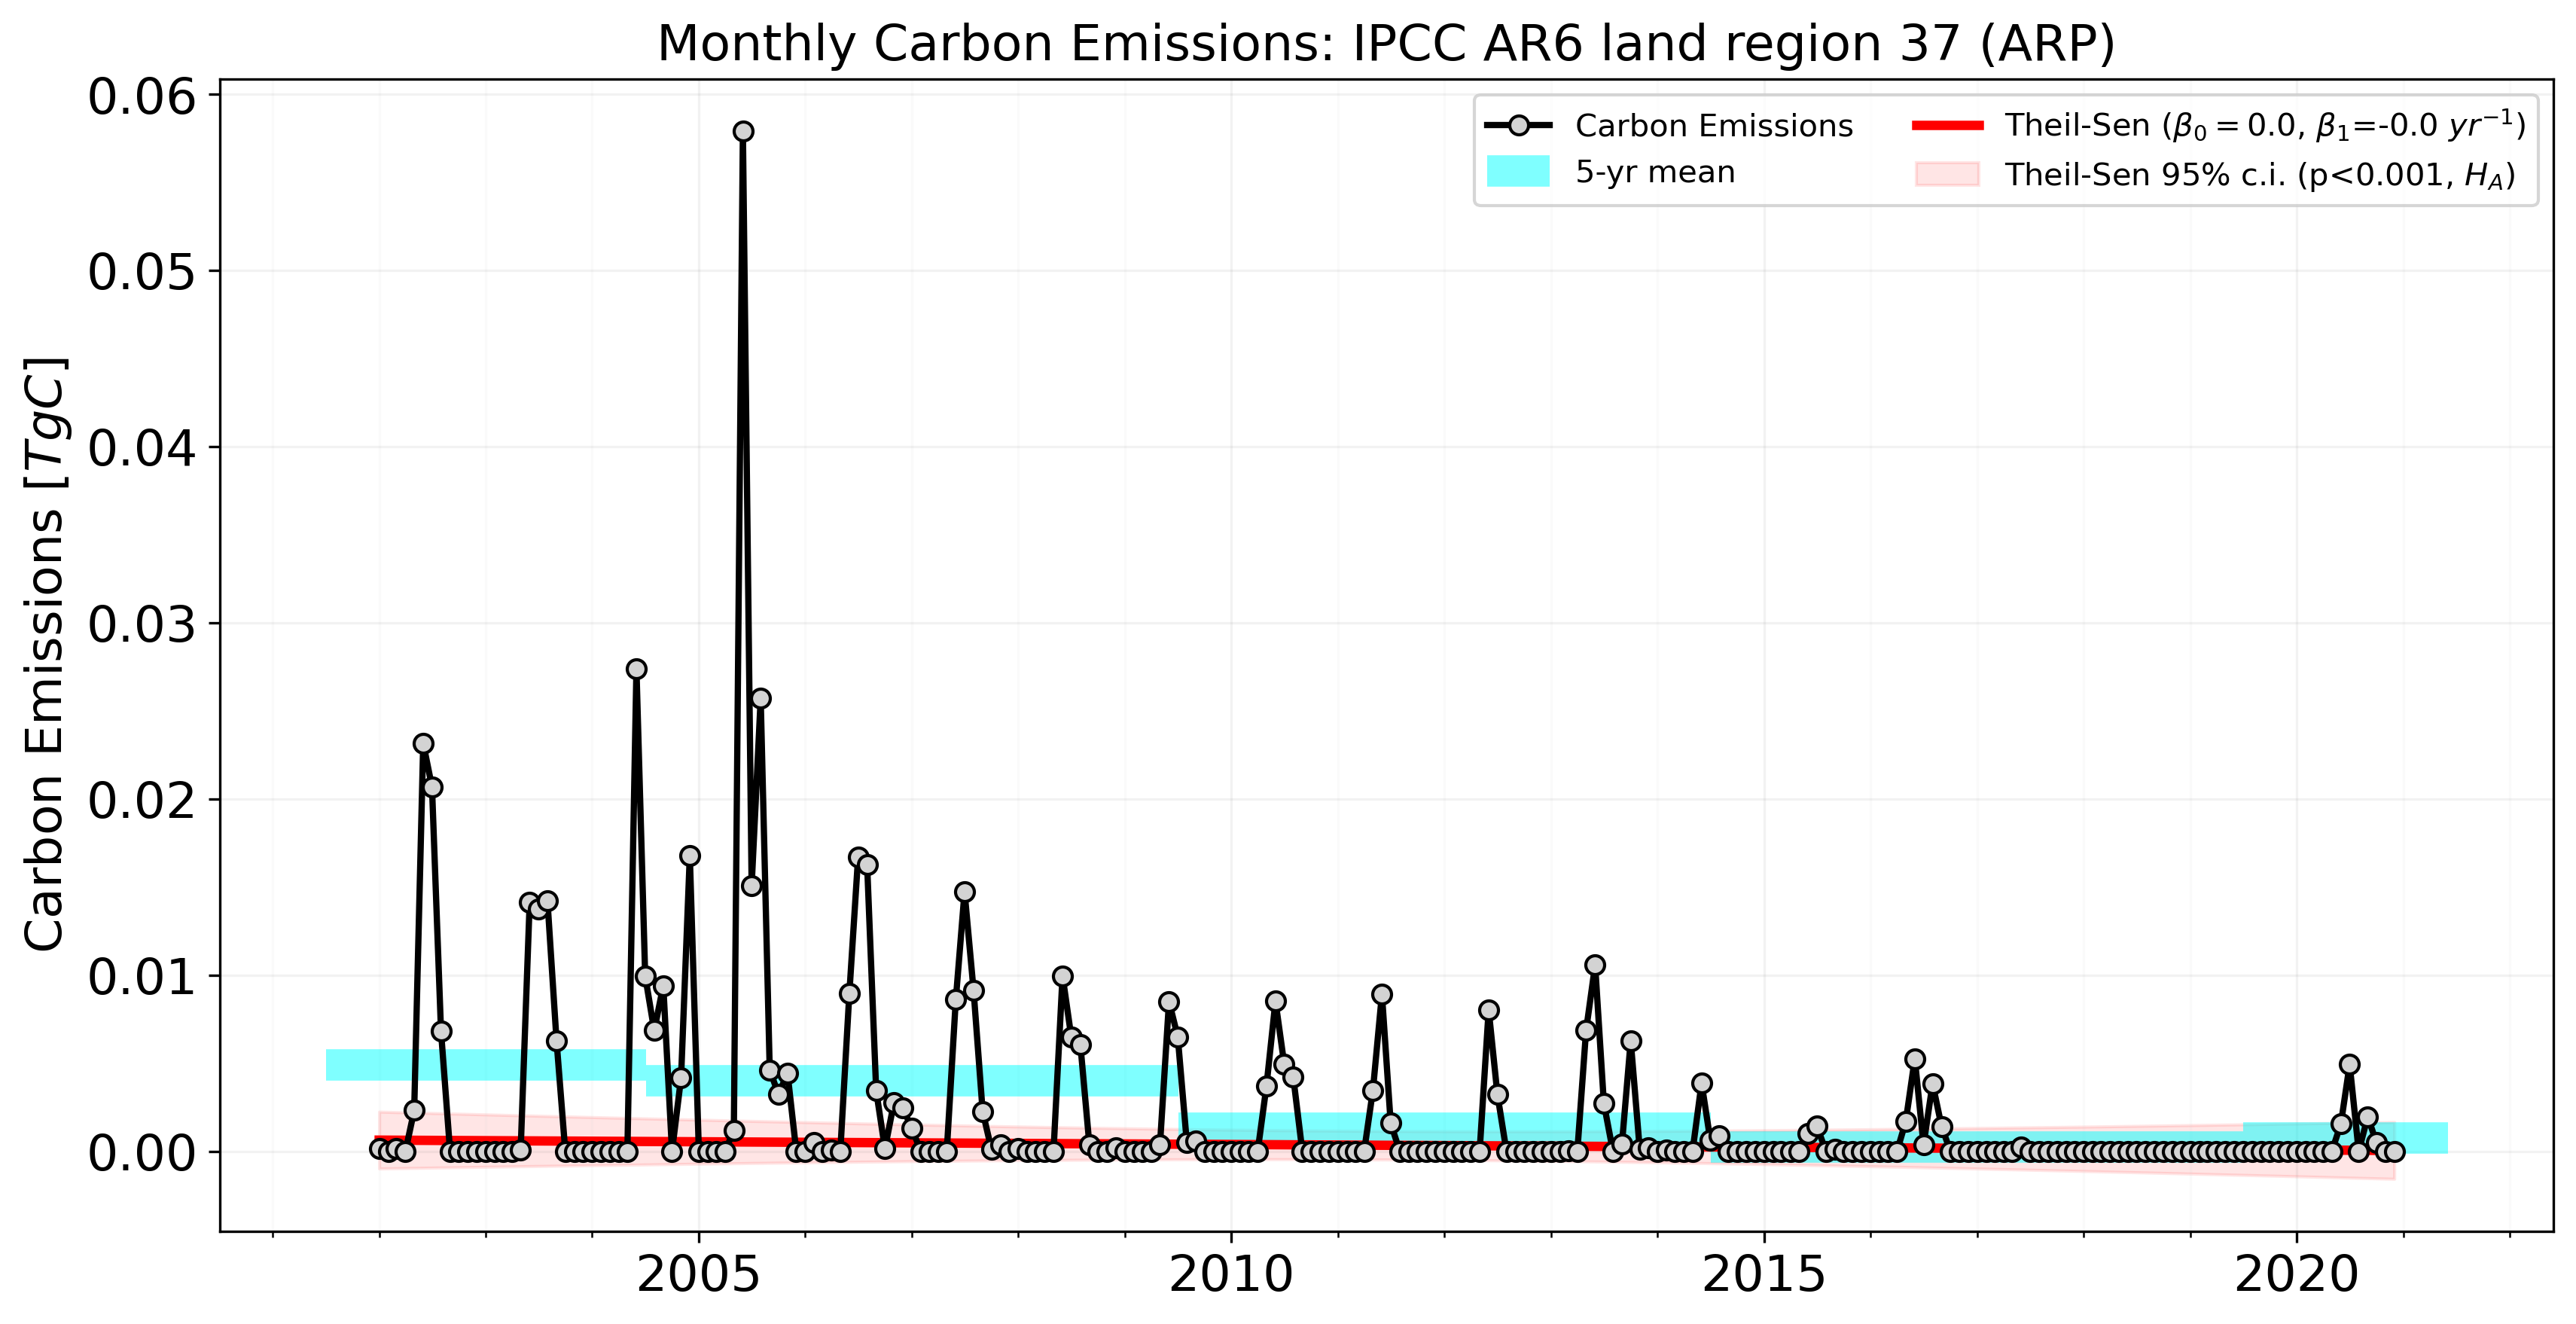 Monthly Carbon Emissions: IPCC AR6 land region 37 (ARP)
Carbon Emissions
5-yr mean
Theil-Sen (β₀ = 0.0, β₁=-0.0 yr⁻¹)
Theil-Sen 95% c.i. (p<0.001, H_A)
Carbon Emissions [TgC]
0.06
0.05
0.04
0.03
0.02
0.01
0.00
2005 2010 2015 2020